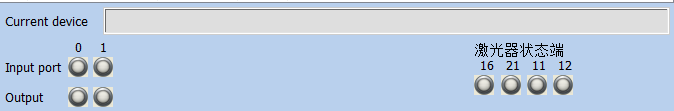 Current device
0 1
Input port
Output
激光器状态端
16 21 11 12